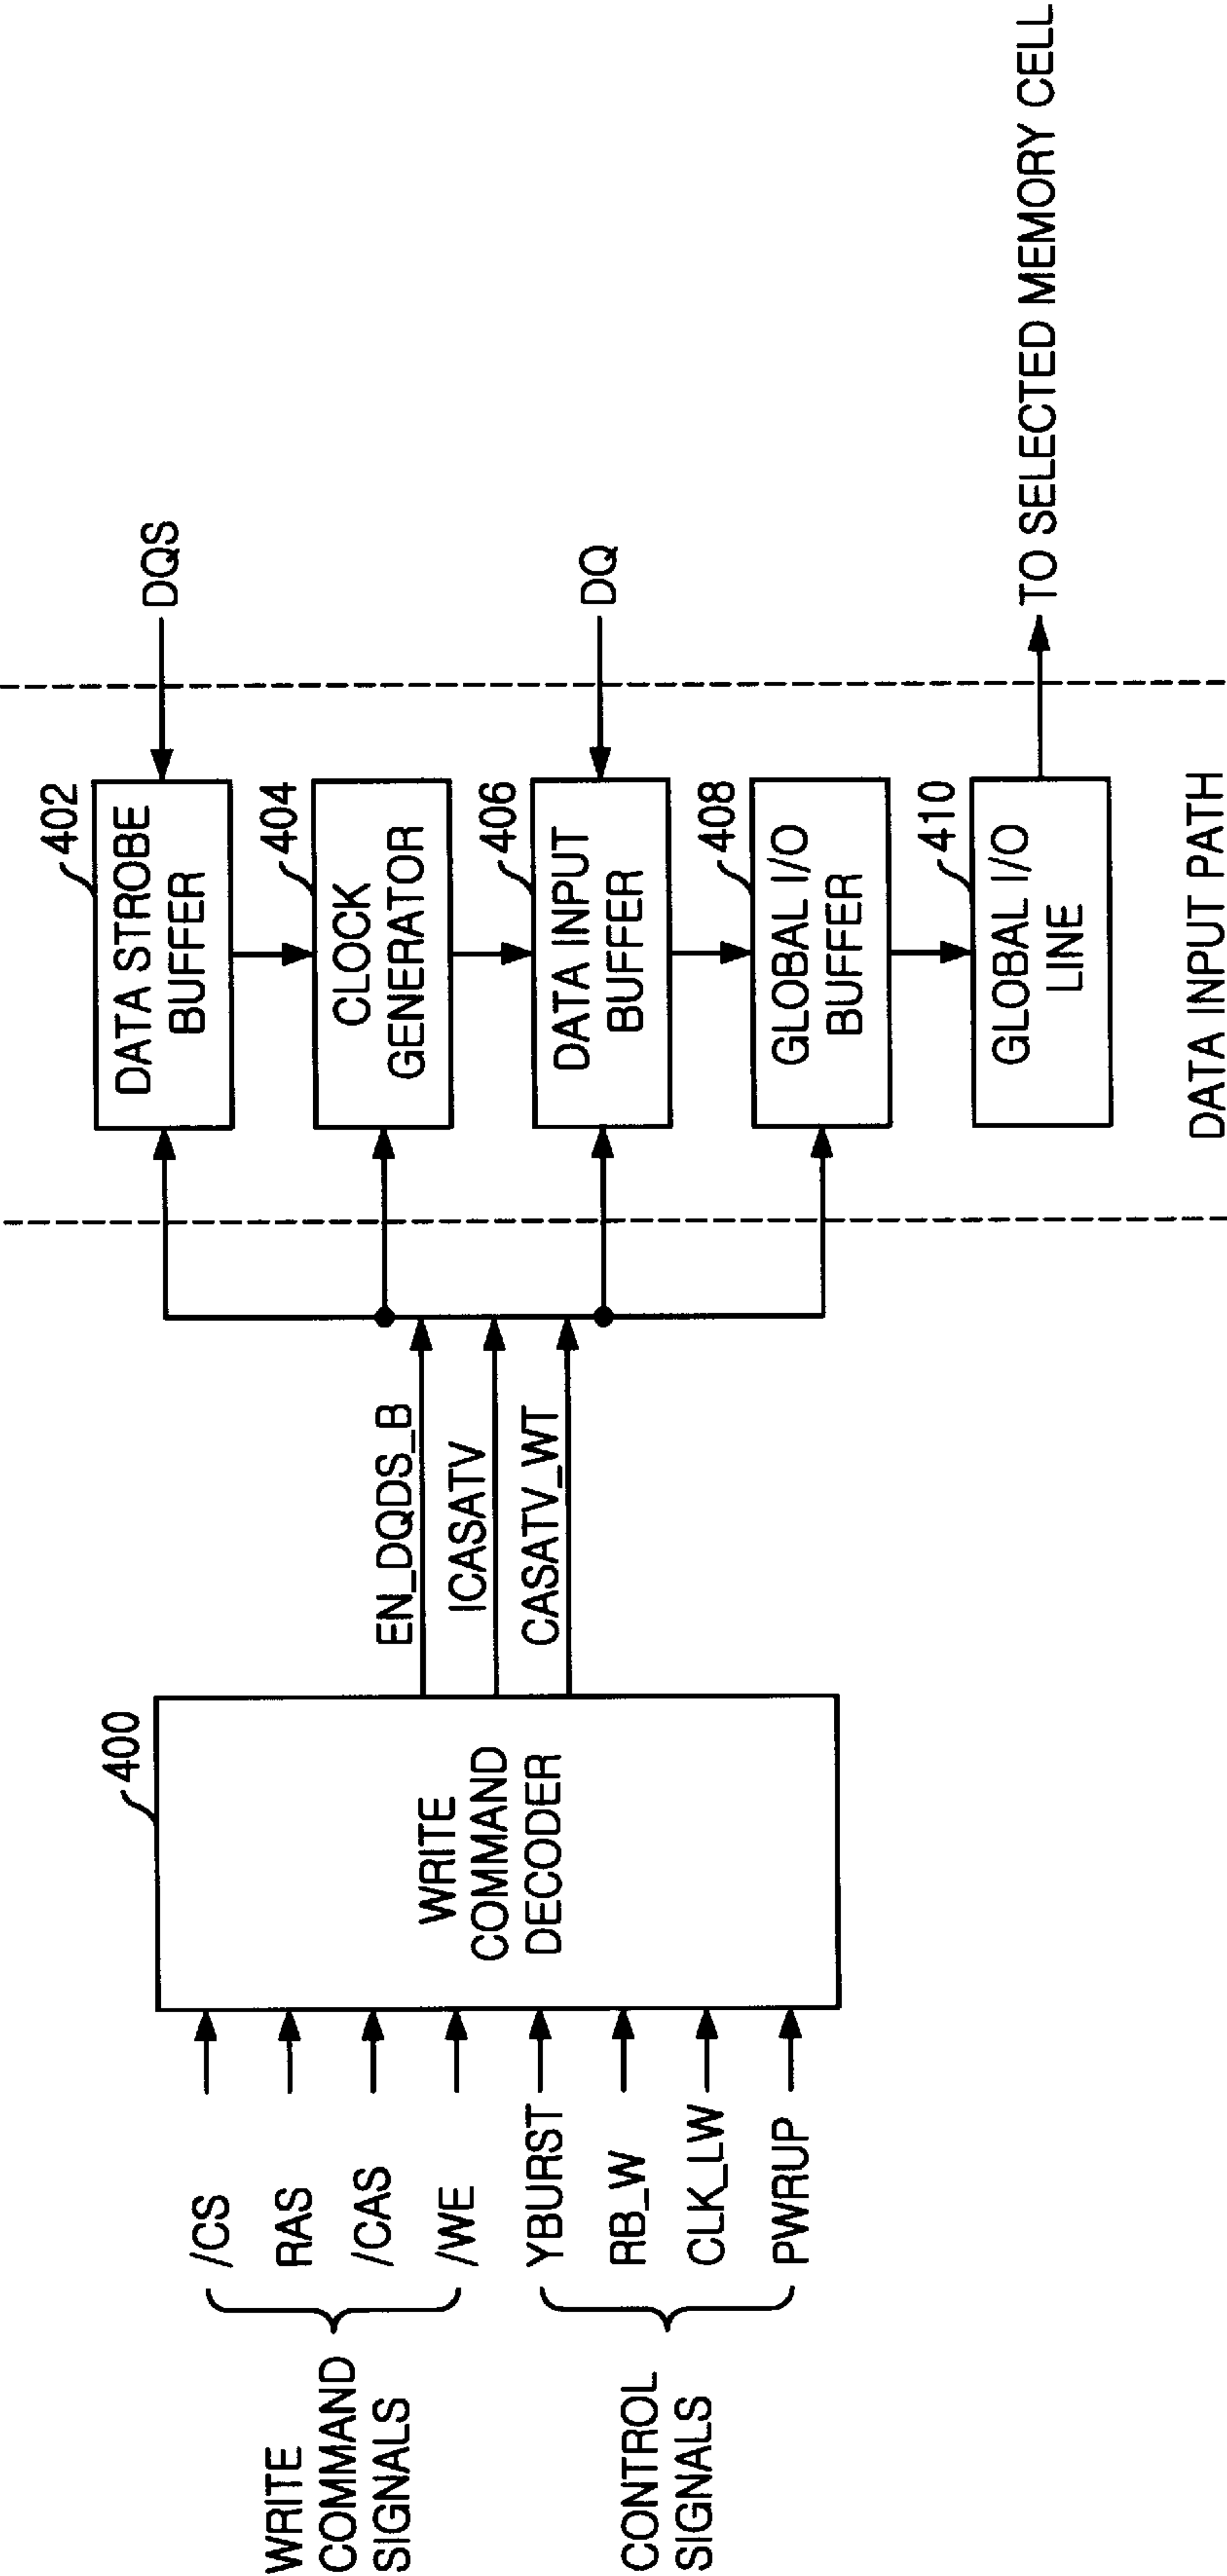 WRITE
COMMAND
SIGNALS
/CS
RAS
/CAS
/WE
CONTROL
SIGNALS
YBURST
RB_W
CLK_LW
PWRUP
400
WRITE
COMMAND
DECODER
EN_DQDS_B
ICASATV
CASATV_WT
402
DATA STROBE
BUFFER
DQS
404
CLOCK
GENERATOR
406
DATA INPUT
BUFFER
DQ
408
GLOBAL I/O
BUFFER
410
GLOBAL I/O
LINE
TO SELECTED MEMORY CELL
DATA INPUT PATH